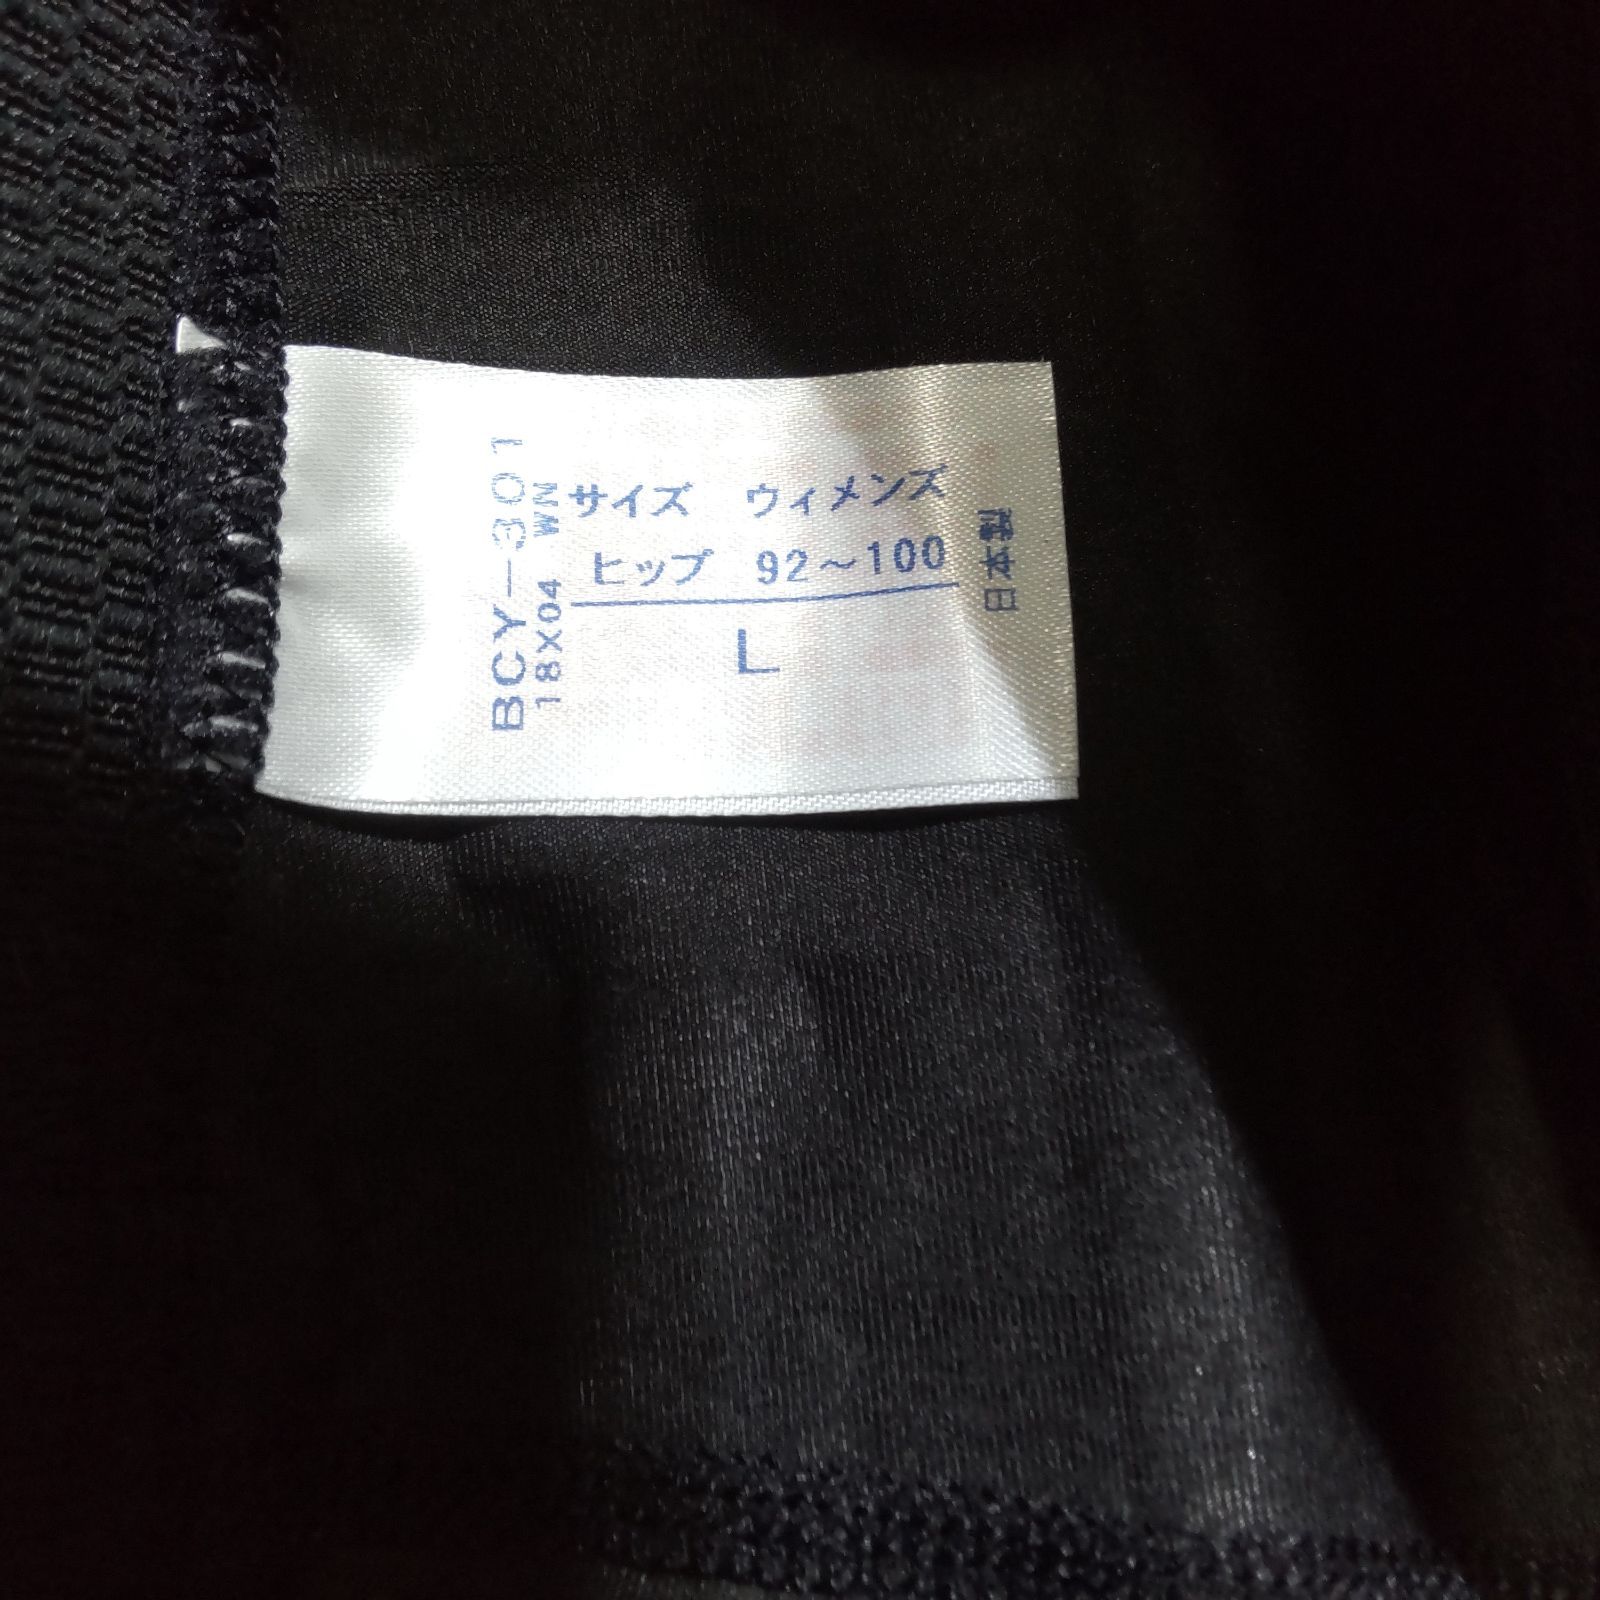 サイズ ウィメンズ
ヒップ 92～100
L
BCY-301
18X04 WN
日本製